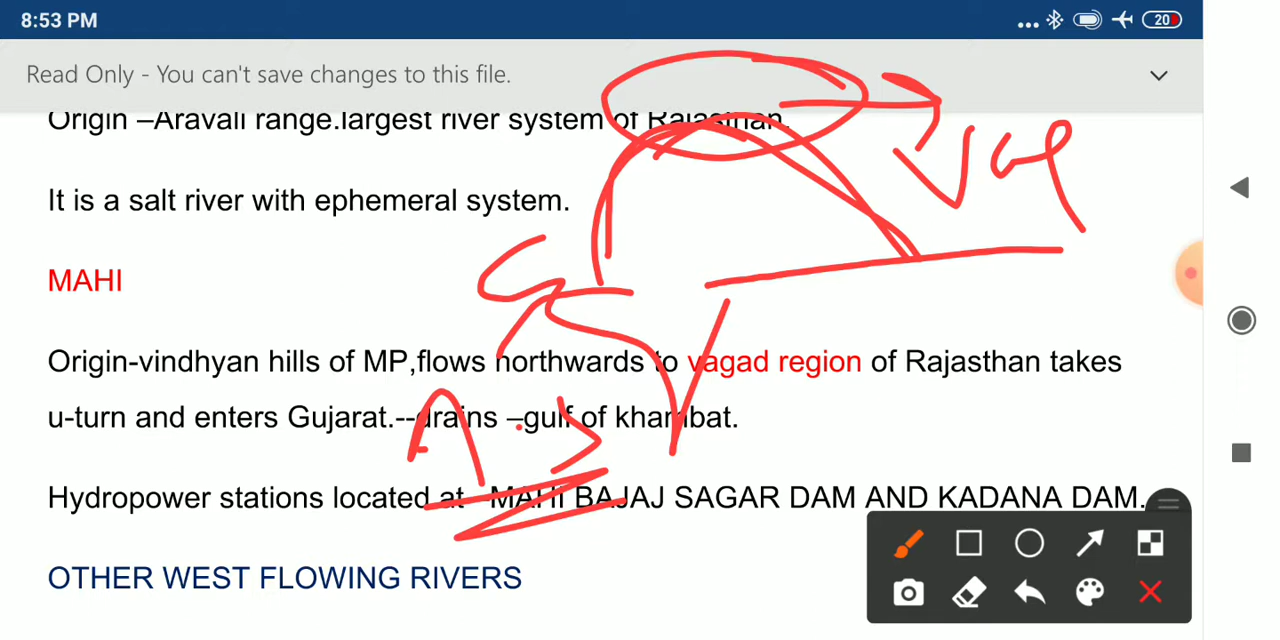 8:53 PM
20
Read Only - You can't save changes to this file.
Origin –Aravali range.largest river system of Rajasthan.
It is a salt river with ephemeral system.
MAHI
Origin-vindhyan hills of MP,flows northwards to vagad region of Rajasthan takes
u-turn and enters Gujarat.--drains –gulf of khambat.
Hydropower stations located at- MAHI BAJAJ SAGAR DAM AND KADANA DAM.
OTHER WEST FLOWING RIVERS